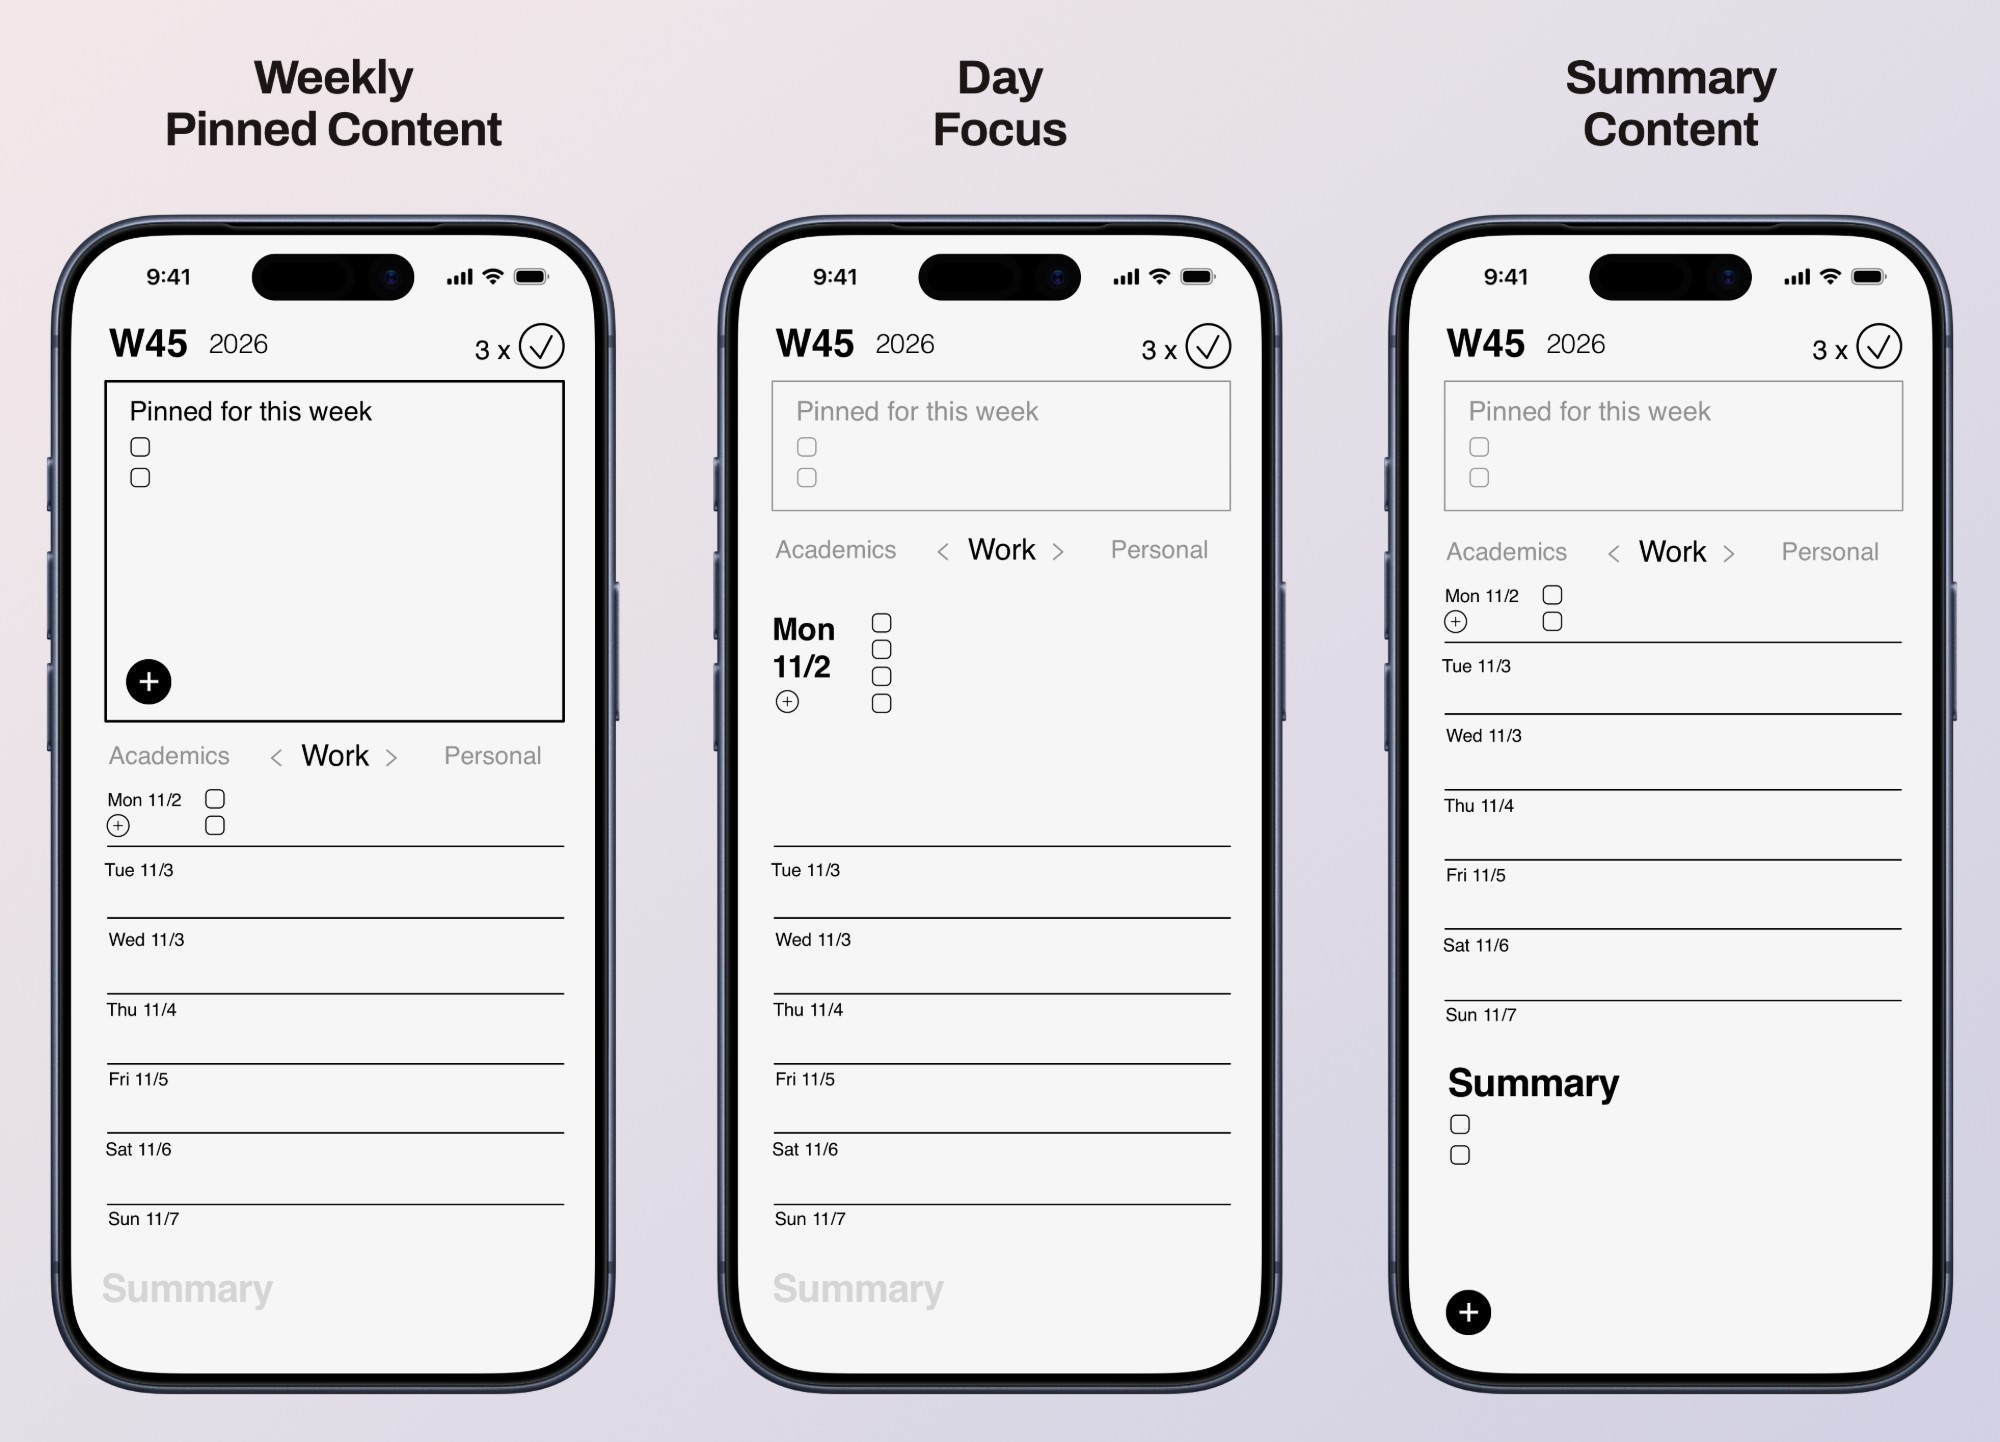 Weekly
Pinned Content
9:41
W45 2026 3 x
Pinned for this week
Academics < Work > Personal
Mon 11/2
Tue 11/3
Wed 11/3
Thu 11/4
Fri 11/5
Sat 11/6
Sun 11/7
Summary
Day
Focus
9:41
W45 2026 3 x
Pinned for this week
Academics < Work > Personal
Mon
11/2
Tue 11/3
Wed 11/3
Thu 11/4
Fri 11/5
Sat 11/6
Sun 11/7
Summary
Summary
Content
9:41
W45 2026 3 x
Pinned for this week
Academics < Work > Personal
Mon 11/2
Tue 11/3
Wed 11/3
Thu 11/4
Fri 11/5
Sat 11/6
Sun 11/7
Summary